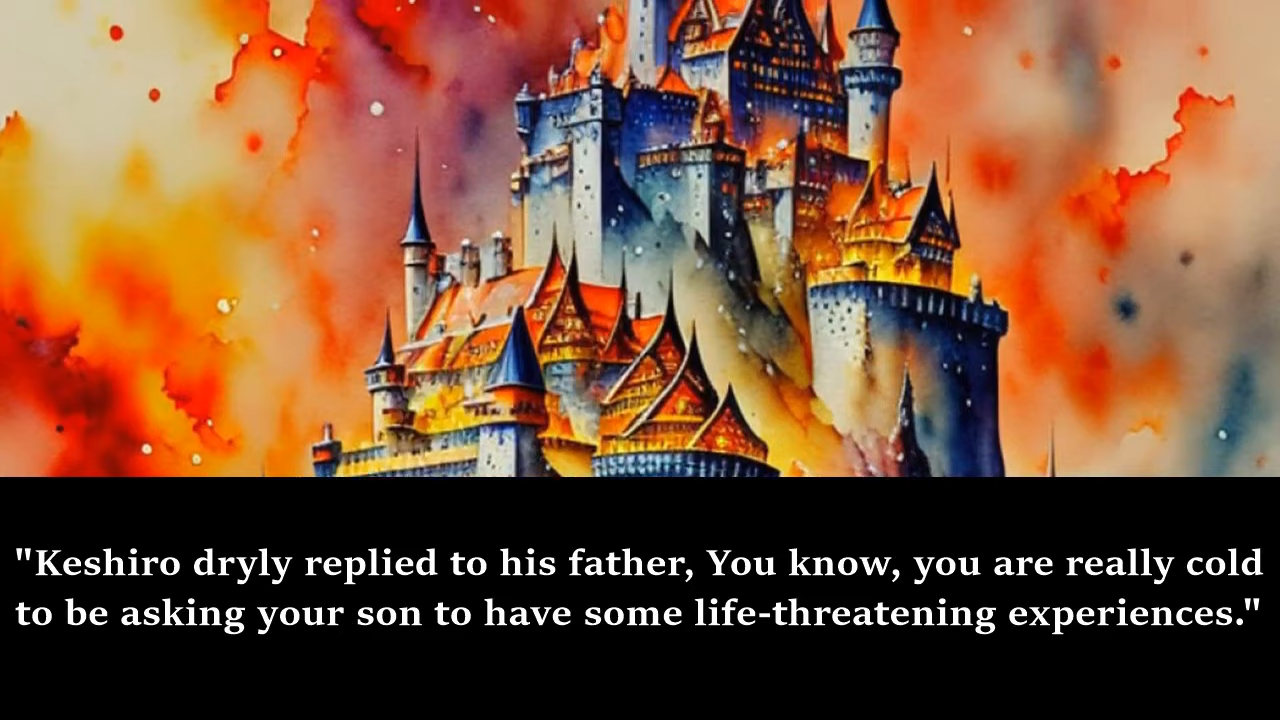 "Keshiro dryly replied to his father, You know, you are really cold
to be asking your son to have some life-threatening experiences."